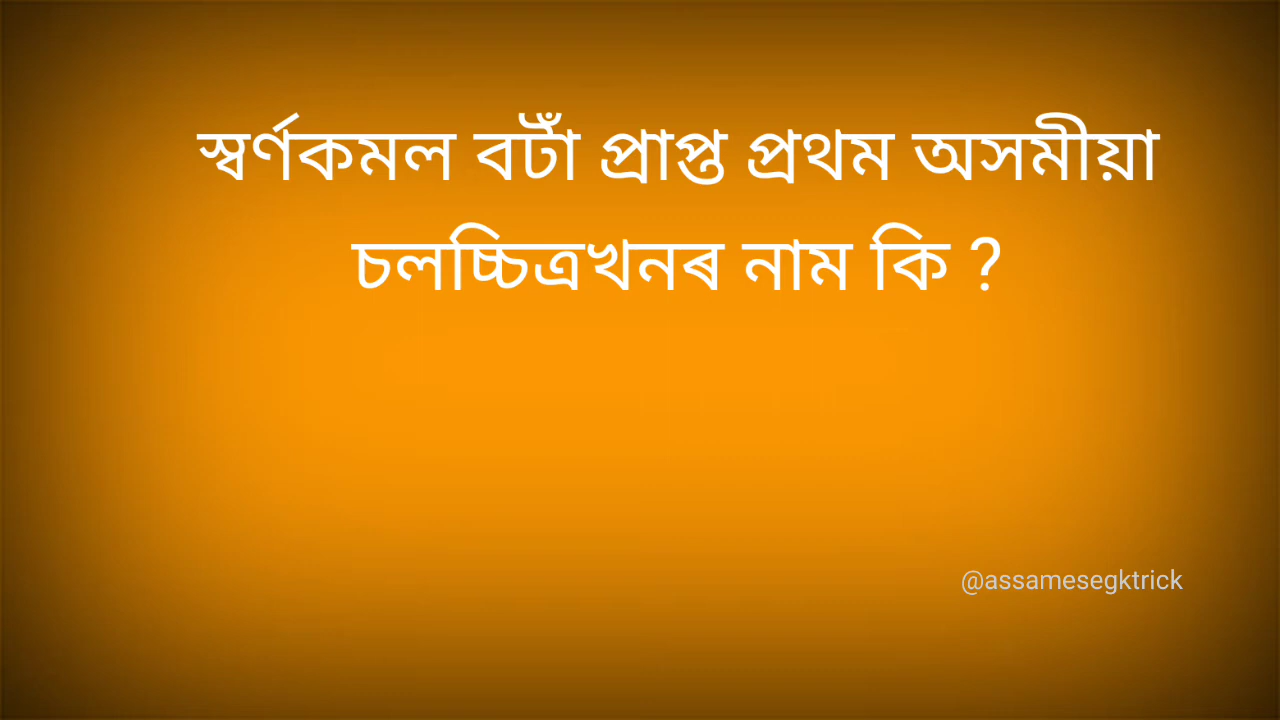 স্বৰ্ণকমল বটাঁ প্ৰাপ্ত প্ৰথম অসমীয়া
চলচ্চিত্ৰখনৰ নাম কি ?
@assamesegktrick